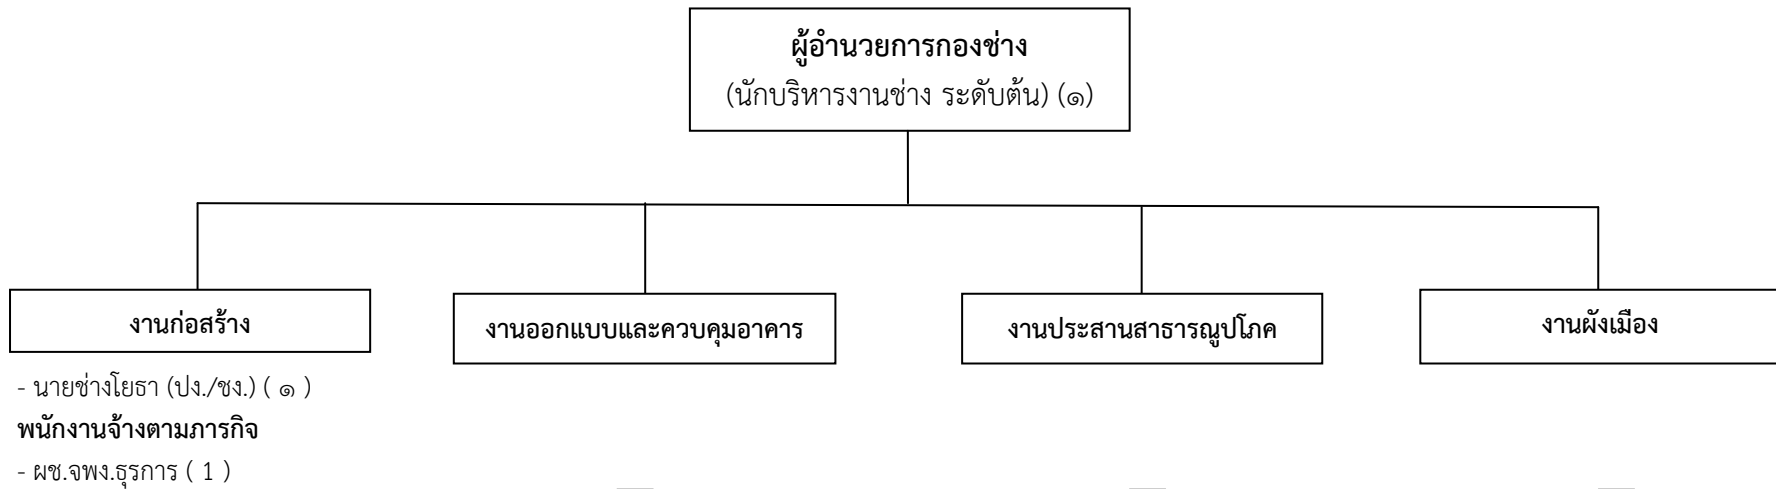 ผู้อำนวยการกองช่าง
(นักบริหารงานช่าง ระดับต้น) (๑)
งานก่อสร้าง
งานออกแบบและควบคุมอาคาร
งานประสานสาธารณูปโภค
งานผังเมือง
- นายช่างโยธา (ปง./ชง.) ( ๑ )
พนักงานจ้างตามภารกิจ
- ผช.จพง.ธุรการ ( 1 )